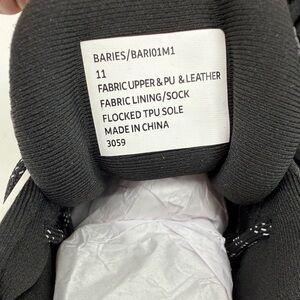 BARIES/BARI01M1
11
FABRIC UPPER & PU & LEATHER
FABRIC LINING/SOCK
FLOCKED TPU SOLE
MADE IN CHINA
3059